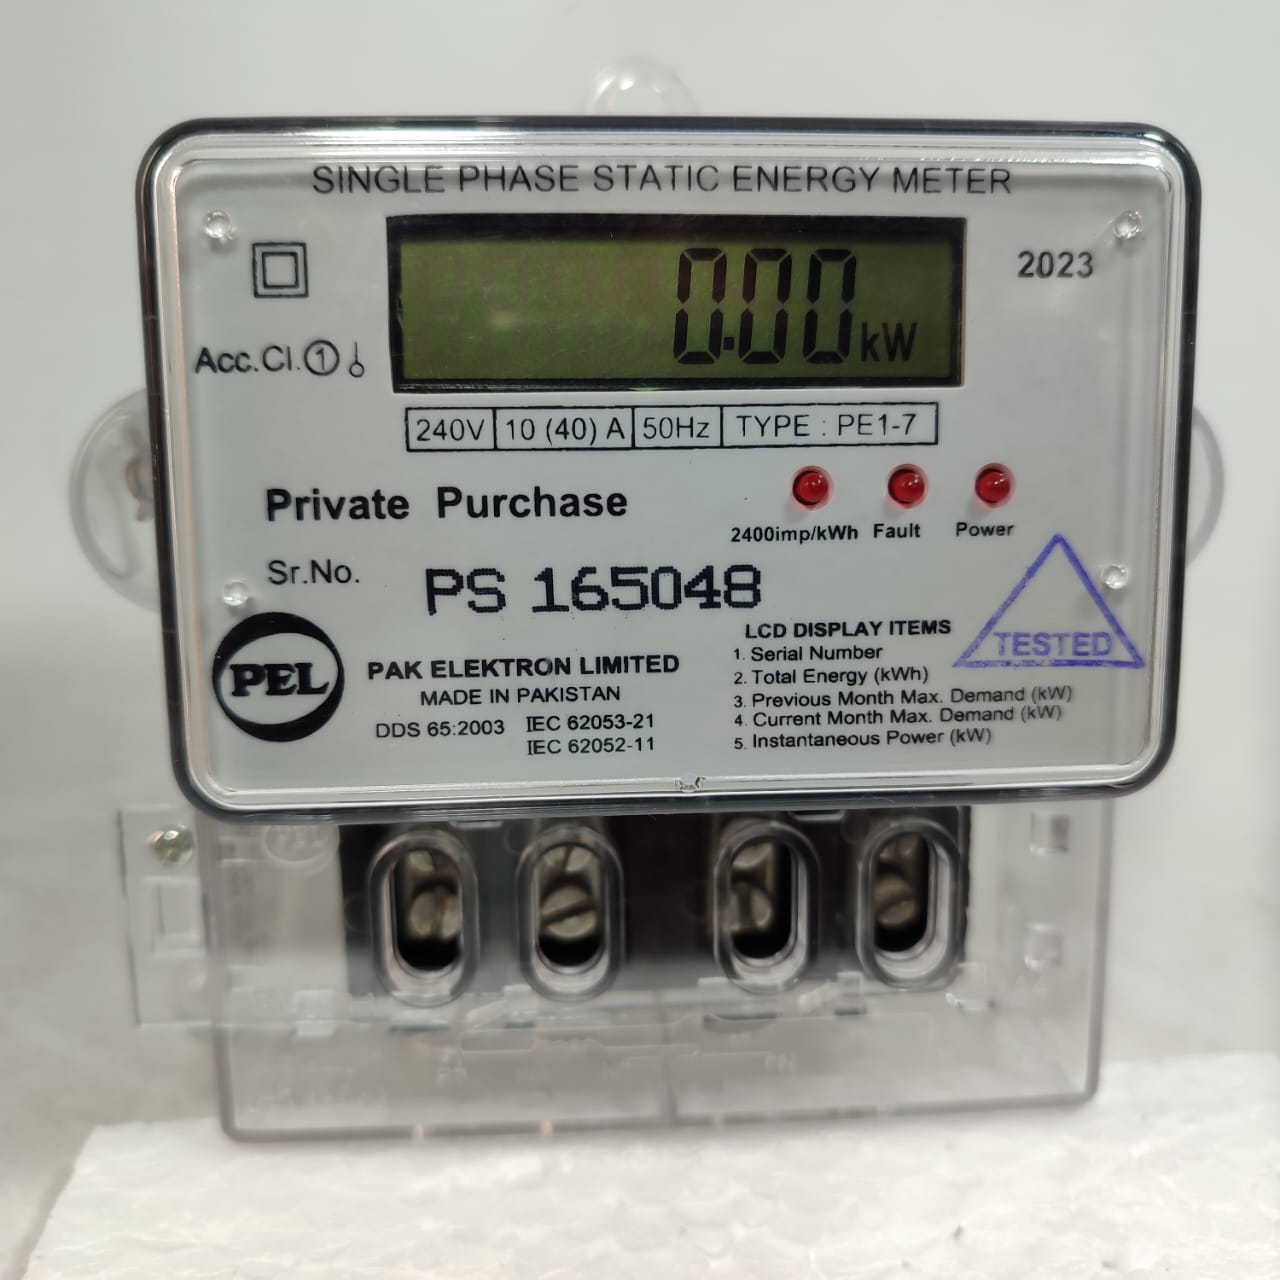 SINGLE PHASE STATIC ENERGY METER
0.00 kW
2023
Acc.Cl. 1
240V 10 (40) A 50Hz TYPE : PE1-7
Private Purchase
2400imp/kWh Fault Power
Sr.No. PS 165048
TESTED
PEL
PAK ELEKTRON LIMITED
MADE IN PAKISTAN
DDS 65:2003 IEC 62053-21
IEC 62052-11
LCD DISPLAY ITEMS
1. Serial Number
2. Total Energy (kWh)
3. Previous Month Max. Demand (kW)
4. Current Month Max. Demand (kW)
5. Instantaneous Power (kW)
PEL